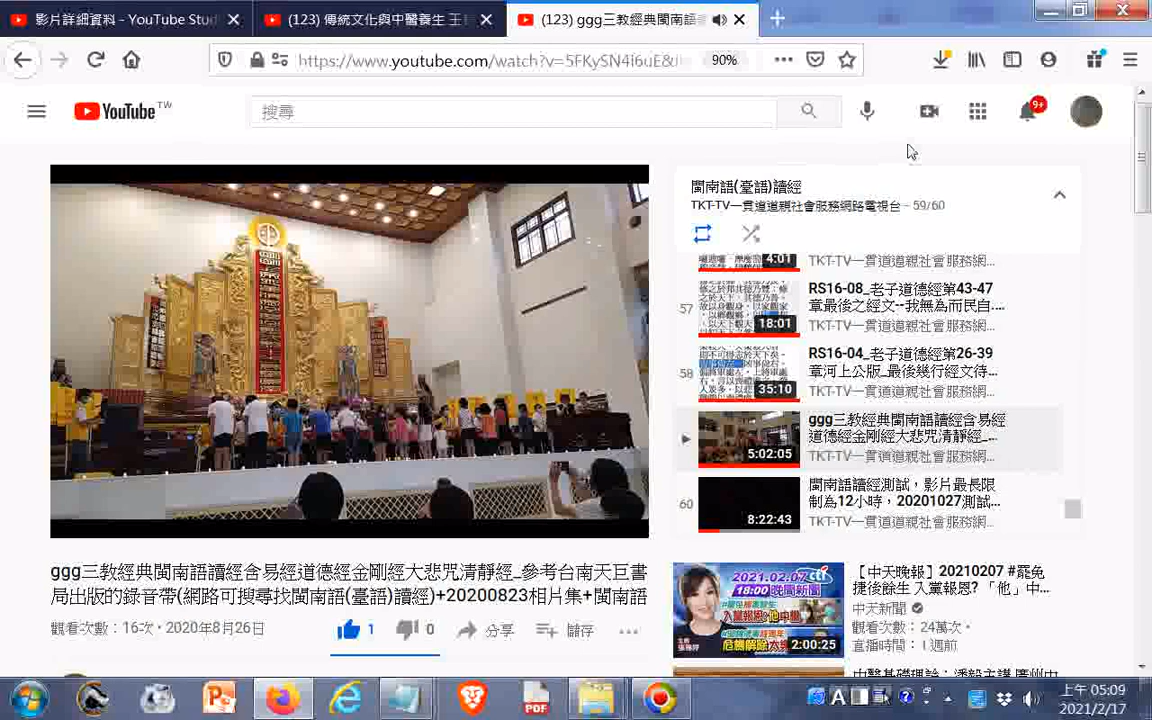 影片詳細資料 - YouTube Stud
(123) 傳統文化與中醫養生 王
(123) ggg三教經典閩南語
https://www.youtube.com/watch?v=5FKySN4i6uE&
90%
YouTube TW
搜尋
9+
閩南語(臺語)讀經
TKT-TV一貫道道親社會服務網路電視台 - 59/60
4:01
TKT-TV一貫道道親社會服務網...
57
18:01
RS16-08_老子道德經第43-47
章最後之經文--我無為而民自....
TKT-TV一貫道道親社會服務網...
58
35:10
RS16-04_老子道德經第26-39
章河上公版_最後幾行經文待...
TKT-TV一貫道道親社會服務網...
5:02:05
ggg三教經典閩南語讀經含易經
道德經金剛經大悲咒清靜經_...
TKT-TV一貫道道親社會服務網...
60
8:22:43
閩南語讀經測試，影片最長限
制為12小時，20201027測試...
TKT-TV一貫道道親社會服務網...
ggg三教經典閩南語讀經含易經道德經金剛經大悲咒清靜經_參考台南天巨書
局出版的錄音帶(網路可搜尋找閩南語(臺語)讀經)+20200823相片集+閩南語
觀看次數：16次・2020年8月26日
1
0
分享
儲存
2021.02.07 cti
18:00 晚間新聞
2:00:25
【中天晚報】20210207 #罷免
捷後餘生 入黨報恩? 「他」中...
中天新聞
觀看次數：24萬次・
直播時間：1 週前
PDF
A
上午 05:09
2021/2/17